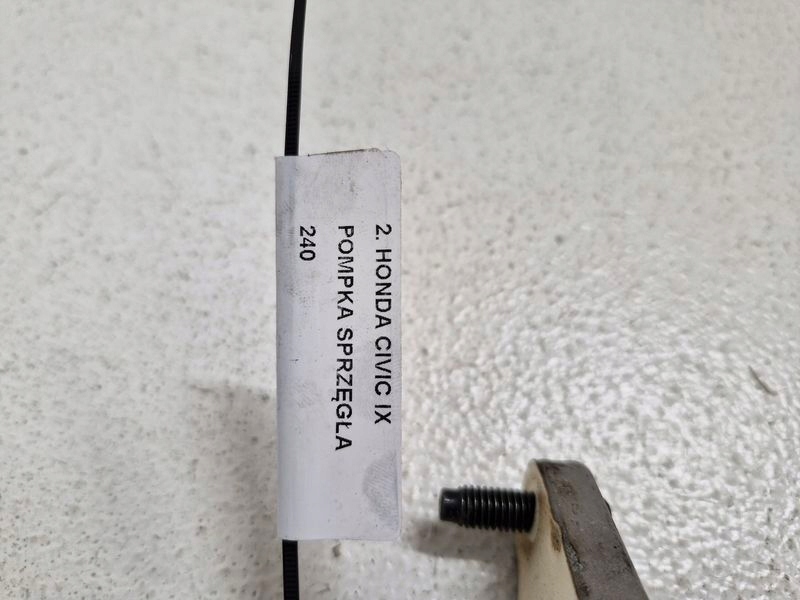 2. HONDA CIVIC IX
POMPKA SPRZĘGŁA
240